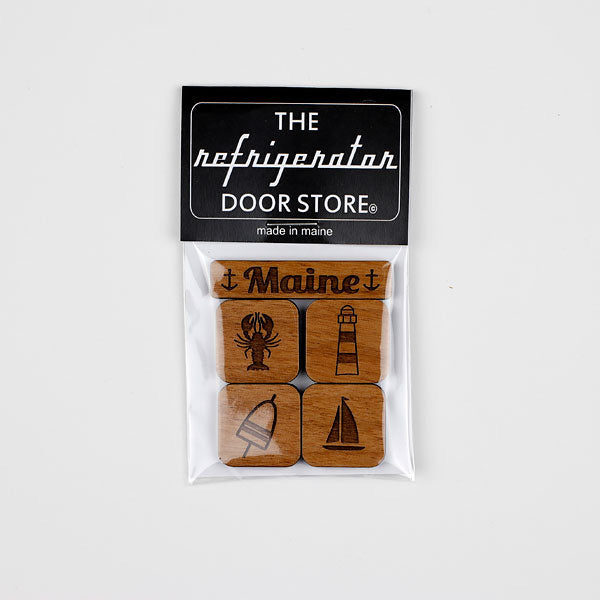 THE
refrigerator
DOOR STORE©
made in maine
Maine